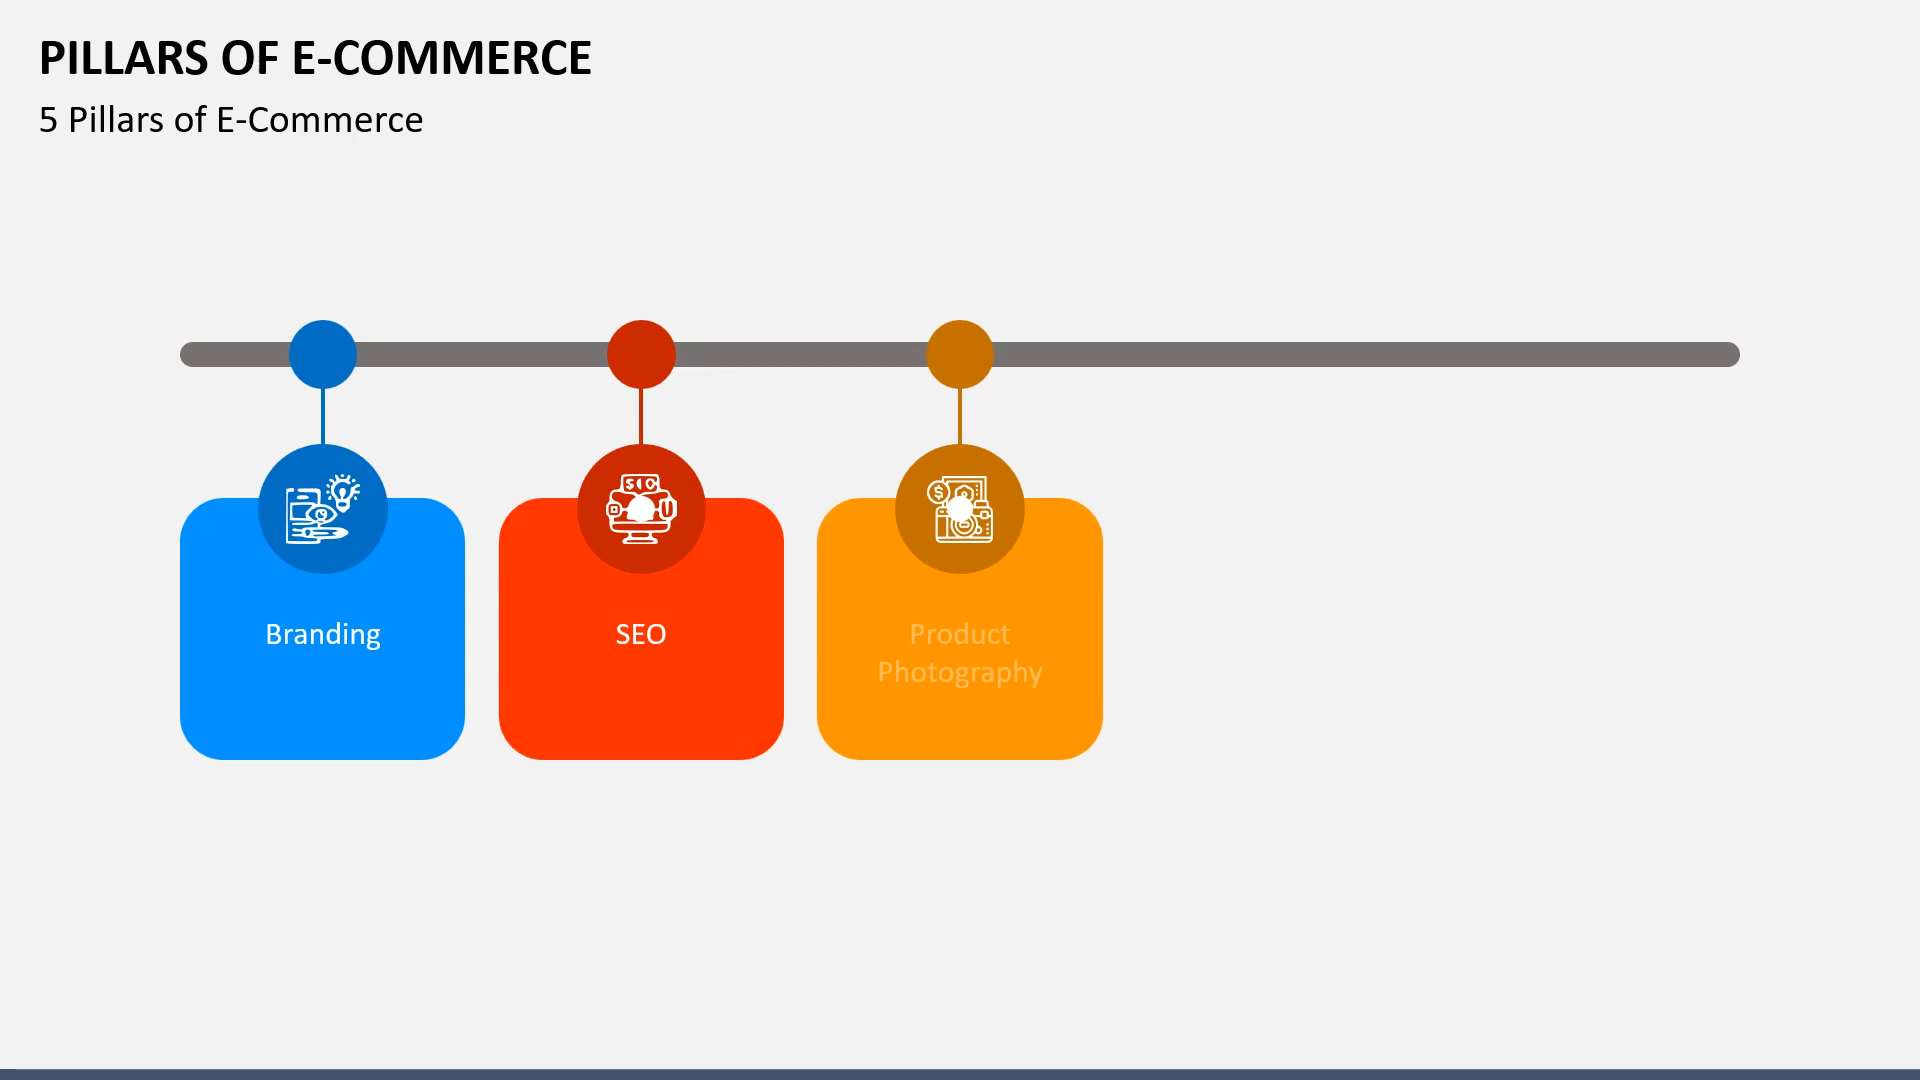 PILLARS OF E-COMMERCE
5 Pillars of E-Commerce
Branding
SEO
Product
Photography